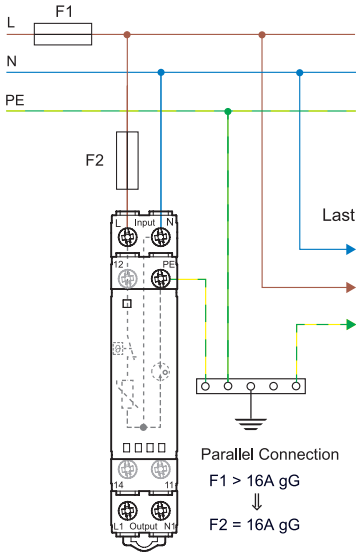 F1
L
N
PE
F2
Last
L Input N
12 PE
14 11
L1 Output N1
Parallel Connection
F1 > 16A gG
⇓
F2 = 16A gG